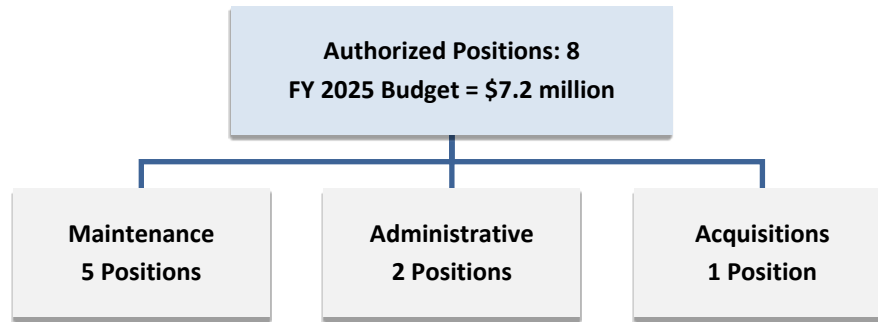 Authorized Positions: 8
FY 2025 Budget = $7.2 million
Maintenance
5 Positions
Administrative
2 Positions
Acquisitions
1 Position